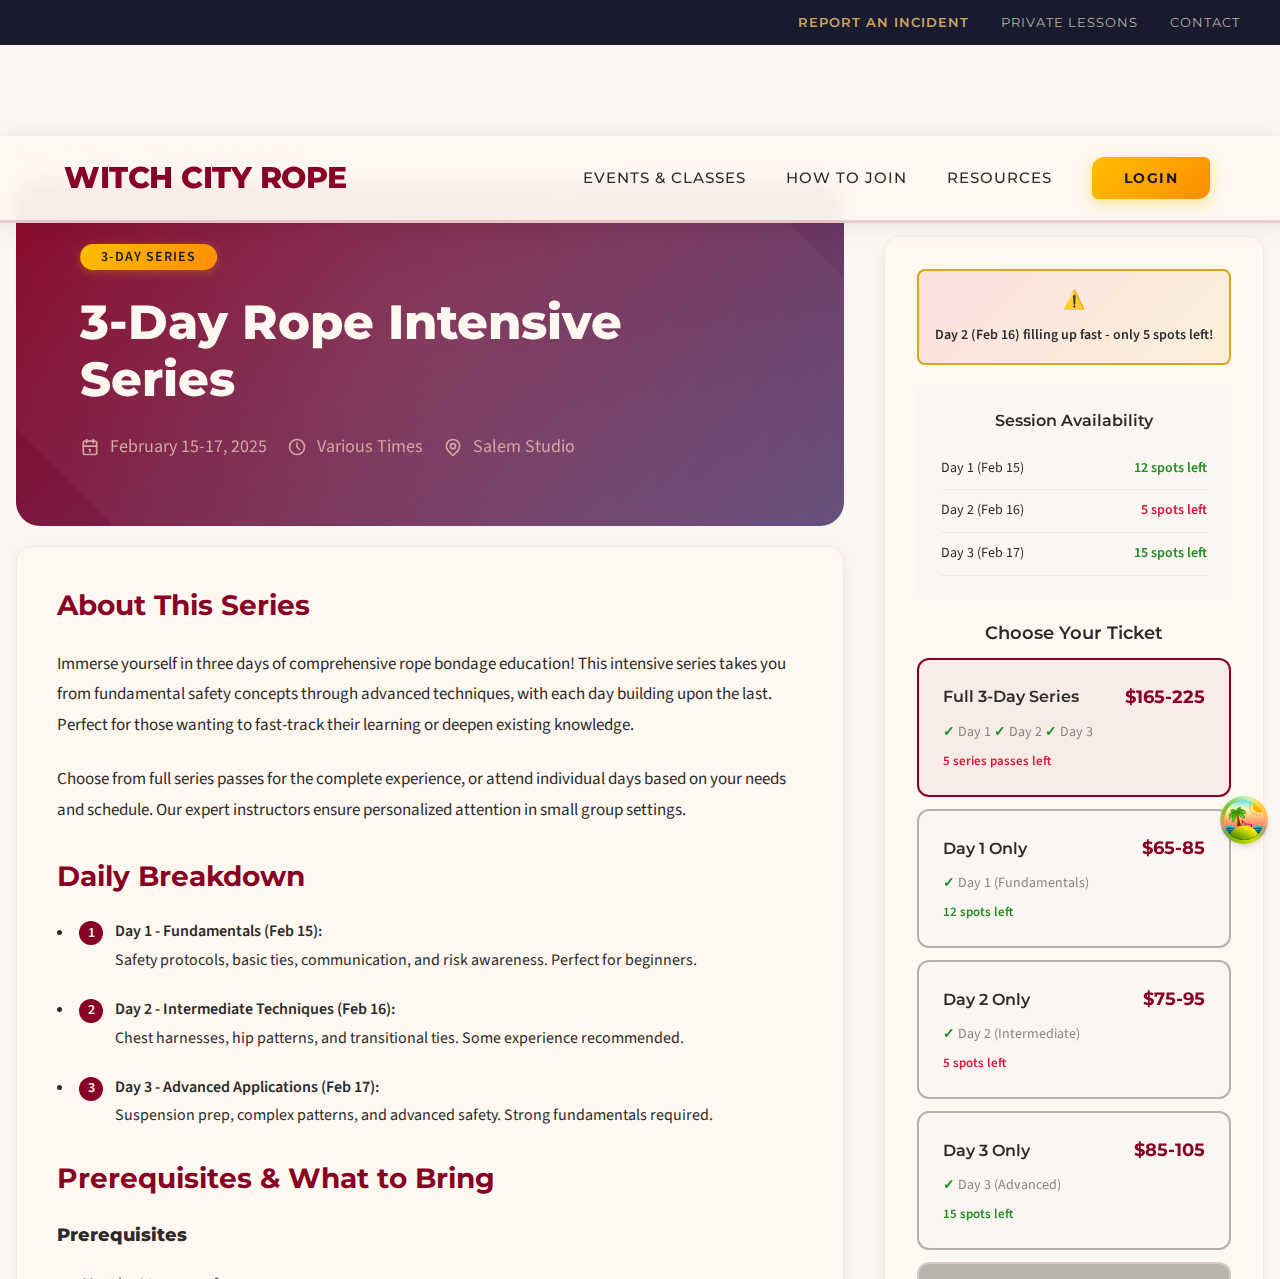 REPORT AN INCIDENT PRIVATE LESSONS CONTACT
WITCH CITY ROPE EVENTS & CLASSES HOW TO JOIN RESOURCES LOGIN
3-DAY SERIES
3-Day Rope Intensive
Series
February 15-17, 2025 Various Times Salem Studio
About This Series
Immerse yourself in three days of comprehensive rope bondage education! This intensive series takes you
from fundamental safety concepts through advanced techniques, with each day building upon the last.
Perfect for those wanting to fast-track their learning or deepen existing knowledge.
Choose from full series passes for the complete experience, or attend individual days based on your needs
and schedule. Our expert instructors ensure personalized attention in small group settings.
Daily Breakdown
• 1 Day 1 - Fundamentals (Feb 15):
Safety protocols, basic ties, communication, and risk awareness. Perfect for beginners.
• 2 Day 2 - Intermediate Techniques (Feb 16):
Chest harnesses, hip patterns, and transitional ties. Some experience recommended.
• 3 Day 3 - Advanced Applications (Feb 17):
Suspension prep, complex patterns, and advanced safety. Strong fundamentals required.
Prerequisites & What to Bring
Prerequisites
Day 2 (Feb 16) filling up fast - only 5 spots left!
Session Availability
Day 1 (Feb 15) 12 spots left
Day 2 (Feb 16) 5 spots left
Day 3 (Feb 17) 15 spots left
Choose Your Ticket
Full 3-Day Series $165-225
✓ Day 1 ✓ Day 2 ✓ Day 3
5 series passes left
Day 1 Only $65-85
✓ Day 1 (Fundamentals)
12 spots left
Day 2 Only $75-95
✓ Day 2 (Intermediate)
5 spots left
Day 3 Only $85-105
✓ Day 3 (Advanced)
15 spots left